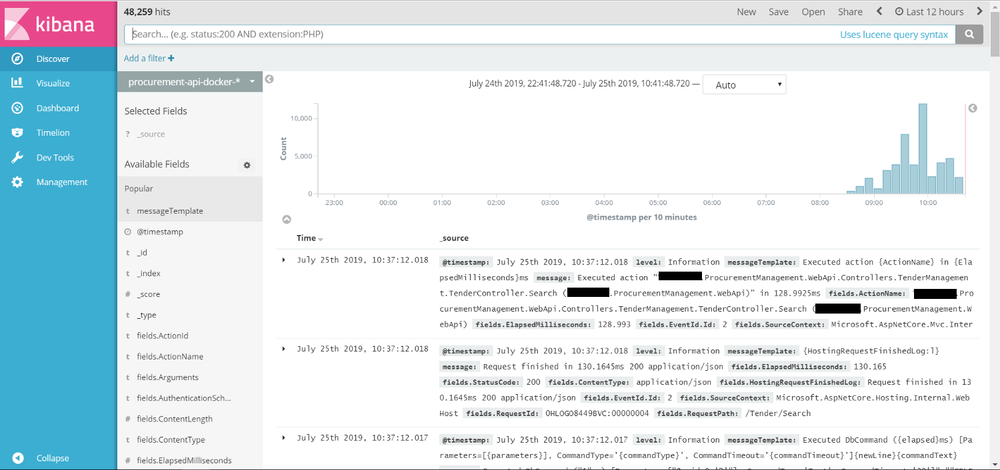 kibana
Discover
Visualize
Dashboard
Timelion
Dev Tools
Management
Collapse
48,259 hits
New Save Open Share Last 12 hours
Search... (e.g. status:200 AND extension:PHP)
Uses lucene query syntax
Add a filter
procurement-api-docker-*
Selected Fields
? _source
Available Fields
Popular
t messageTemplate
@timestamp
t _id
t _index
# _score
t _type
t fields.ActionId
t fields.ActionName
t fields.Arguments
t fields.AuthenticationSch...
# fields.ContentLength
t fields.ContentType
# fields.ElapsedMilliseconds
July 24th 2019, 22:41:48.720 - July 25th 2019, 10:41:48.720 — Auto
Count
10,000
5,000
0
23:00 00:00 01:00 02:00 03:00 04:00 05:00 06:00 07:00 08:00 09:00 10:00
@timestamp per 10 minutes
Time _source
July 25th 2019, 10:37:12.018
@timestamp: July 25th 2019, 10:37:12.018 level: Information messageTemplate: Executed action {ActionName} in {Ela
psedMilliseconds}ms message: Executed action " .ProcurementManagement.WebApi.Controllers.TenderManagemen
t.TenderController.Search ( .ProcurementManagement.WebApi)" in 128.9925ms fields.ActionName: .Pro
curementManagement.WebApi.Controllers.TenderManagement.TenderController.Search ( .ProcurementManagement.W
ebApi) fields.ElapsedMilliseconds: 128.993 fields.EventId.Id: 2 fields.SourceContext: Microsoft.AspNetCore.Mvc.Inter
July 25th 2019, 10:37:12.018
@timestamp: July 25th 2019, 10:37:12.018 level: Information messageTemplate: {HostingRequestFinishedLog:l}
message: Request finished in 130.1645ms 200 application/json fields.ElapsedMilliseconds: 130.165
fields.StatusCode: 200 fields.ContentType: application/json fields.HostingRequestFinishedLog: Request finished in 13
0.1645ms 200 application/json fields.EventId.Id: 2 fields.SourceContext: Microsoft.AspNetCore.Hosting.Internal.Web
Host fields.RequestId: 0HLOGO8449BVC:00000004 fields.RequestPath: /Tender/Search
July 25th 2019, 10:37:12.017
@timestamp: July 25th 2019, 10:37:12.017 level: Information messageTemplate: Executed DbCommand ({elapsed}ms) [Pa
rameters=[{parameters}], CommandType='{commandType}', CommandTimeout='{commandTimeout}']{newLine}{commandText}